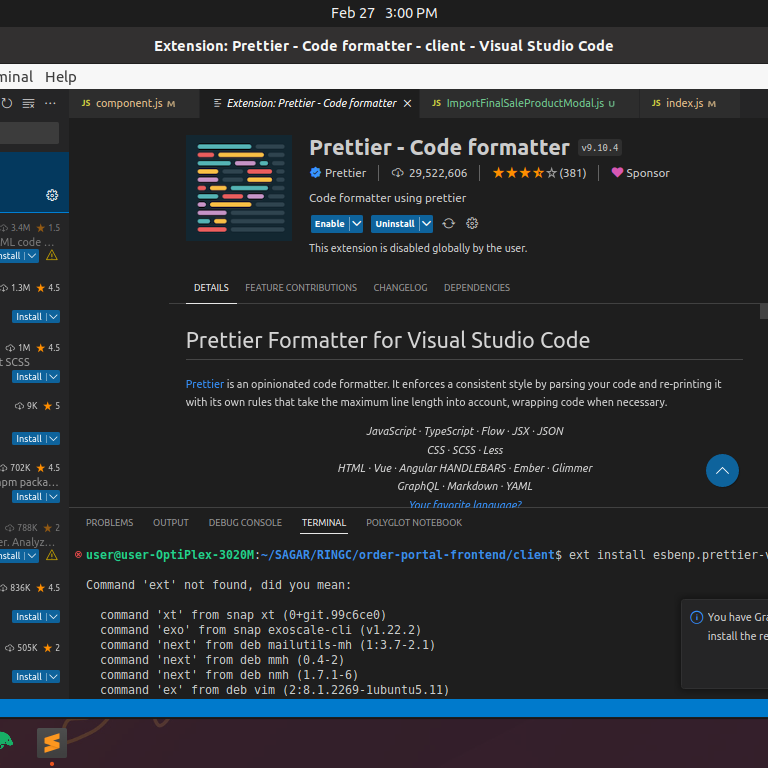 Feb 27 3:00 PM
Extension: Prettier - Code formatter - client - Visual Studio Code
minal Help
JS component.js M
Extension: Prettier - Code formatter ×
JS ImportFinalSaleProductModal.js U
JS index.js M
Prettier - Code formatter v9.10.4
Prettier 29,522,606 (381) Sponsor
Code formatter using prettier
Enable Uninstall
This extension is disabled globally by the user.
3.4M 1.5
ML code ...
nstall
1.3M 4.5
Install
1M 4.5
t SCSS
Install
9K 5
Install
702K 4.5
npm packa...
Install
788K 2
er. Analyz...
nstall
836K 4.5
Install
505K 2
Install
DETAILS FEATURE CONTRIBUTIONS CHANGELOG DEPENDENCIES
Prettier Formatter for Visual Studio Code
Prettier is an opinionated code formatter. It enforces a consistent style by parsing your code and re-printing it
with its own rules that take the maximum line length into account, wrapping code when necessary.
JavaScript · TypeScript · Flow · JSX · JSON
CSS · SCSS · Less
HTML · Vue · Angular HANDLEBARS · Ember · Glimmer
GraphQL · Markdown · YAML
Your favorite language?
PROBLEMS OUTPUT DEBUG CONSOLE TERMINAL POLYGLOT NOTEBOOK
user@user-OptiPlex-3020M:~/SAGAR/RINGC/order-portal-frontend/client$ ext install esbenp.prettier-v
Command 'ext' not found, did you mean:
command 'xt' from snap xt (0+git.99c6ce0)
command 'exo' from snap exoscale-cli (v1.22.2)
command 'next' from deb mailutils-mh (1:3.7-2.1)
command 'next' from deb mmh (0.4-2)
command 'next' from deb nmh (1.7.1-6)
command 'ex' from deb vim (2:8.1.2269-1ubuntu5.11)
You have Gra
install the re